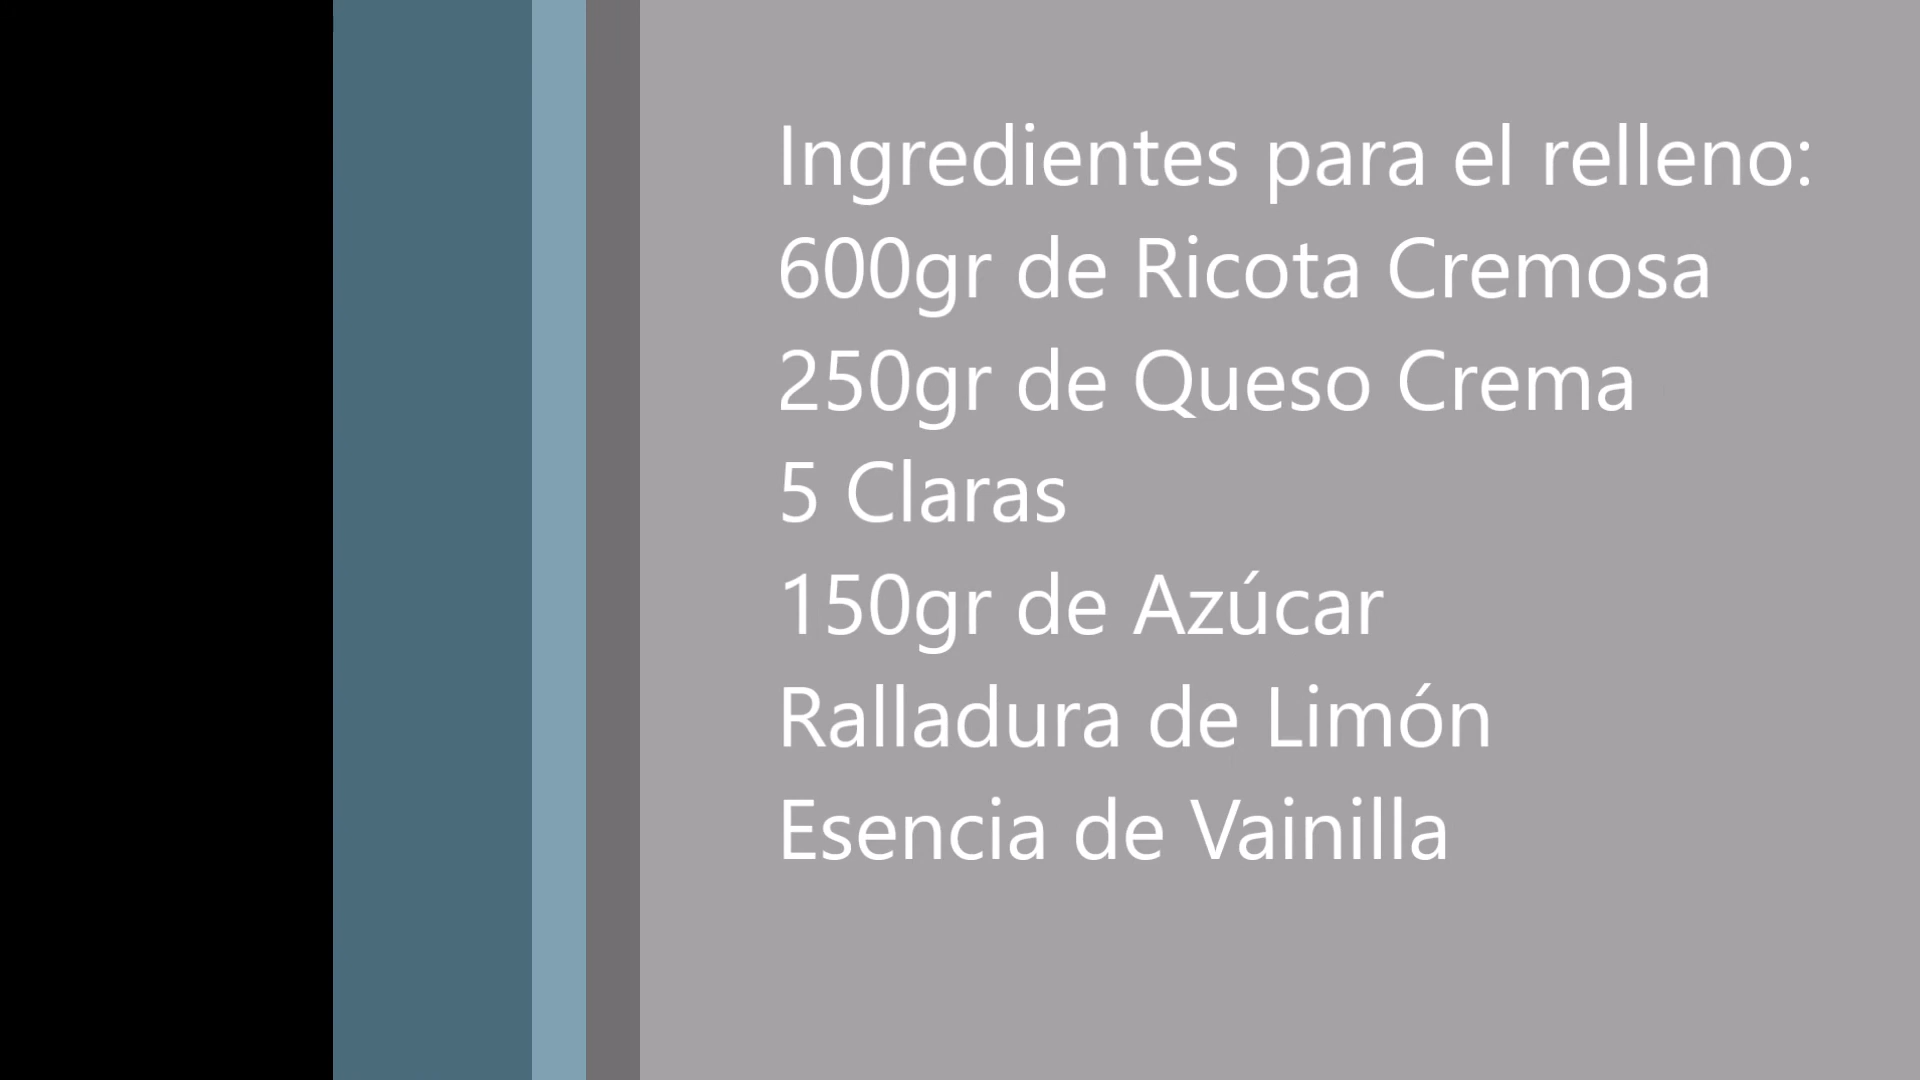 Ingredientes para el relleno:
600gr de Ricota Cremosa
250gr de Queso Crema
5 Claras
150gr de Azúcar
Ralladura de Limón
Esencia de Vainilla